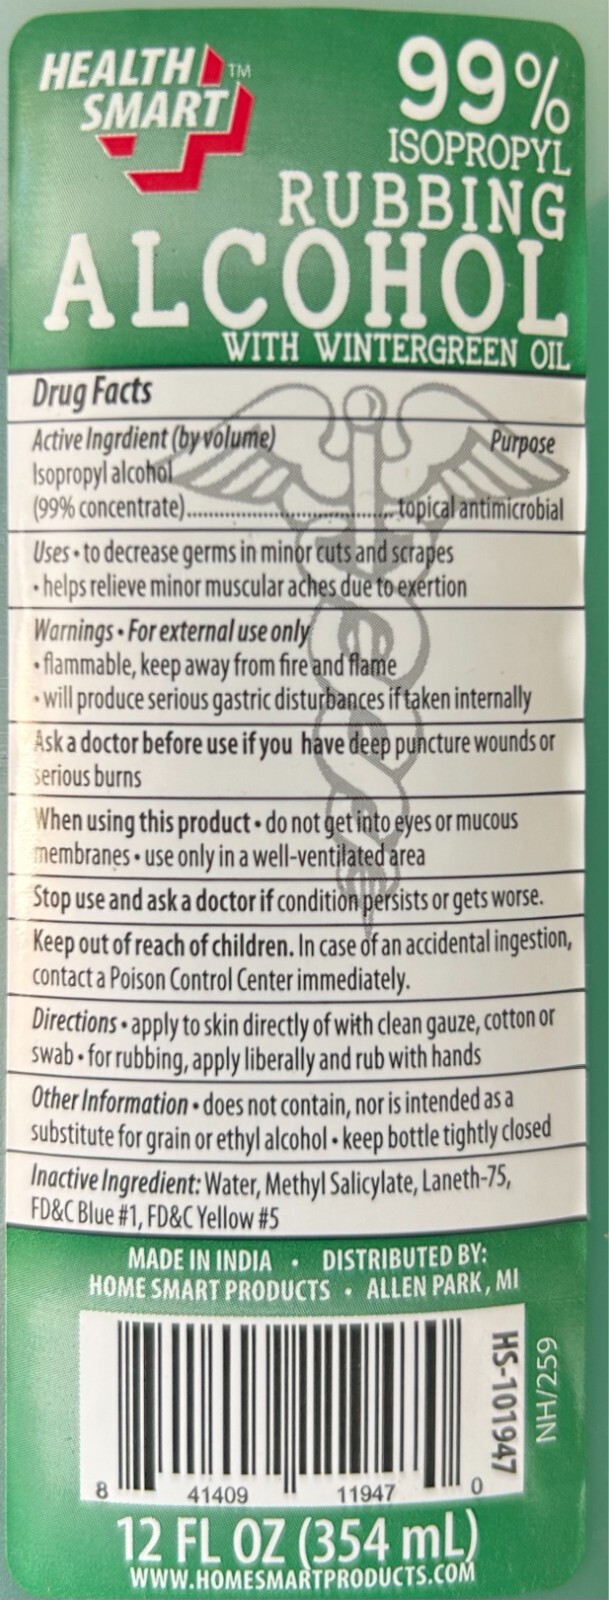 HEALTH SMART™
99%
ISOPROPYL
RUBBING
ALCOHOL
WITH WINTERGREEN OIL
Drug Facts
Active Ingrdient (by volume) Purpose
Isopropyl alcohol
(99% concentrate)........................................topical antimicrobial
Uses • to decrease germs in minor cuts and scrapes
• helps relieve minor muscular aches due to exertion
Warnings • For external use only
• flammable, keep away from fire and flame
• will produce serious gastric disturbances if taken internally
Ask a doctor before use if you have deep puncture wounds or
serious burns
When using this product • do not get into eyes or mucous
membranes • use only in a well-ventilated area
Stop use and ask a doctor if condition persists or gets worse.
Keep out of reach of children. In case of an accidental ingestion,
contact a Poison Control Center immediately.
Directions • apply to skin directly of with clean gauze, cotton or
swab • for rubbing, apply liberally and rub with hands
Other Information • does not contain, nor is intended as a
substitute for grain or ethyl alcohol • keep bottle tightly closed
Inactive Ingredient: Water, Methyl Salicylate, Laneth-75,
FD&C Blue #1, FD&C Yellow #5
MADE IN INDIA • DISTRIBUTED BY:
HOME SMART PRODUCTS • ALLEN PARK, MI
HS-101947
NH/259
8 41409 11947 0
12 FL OZ (354 mL)
WWW.HOMESMARTPRODUCTS.COM